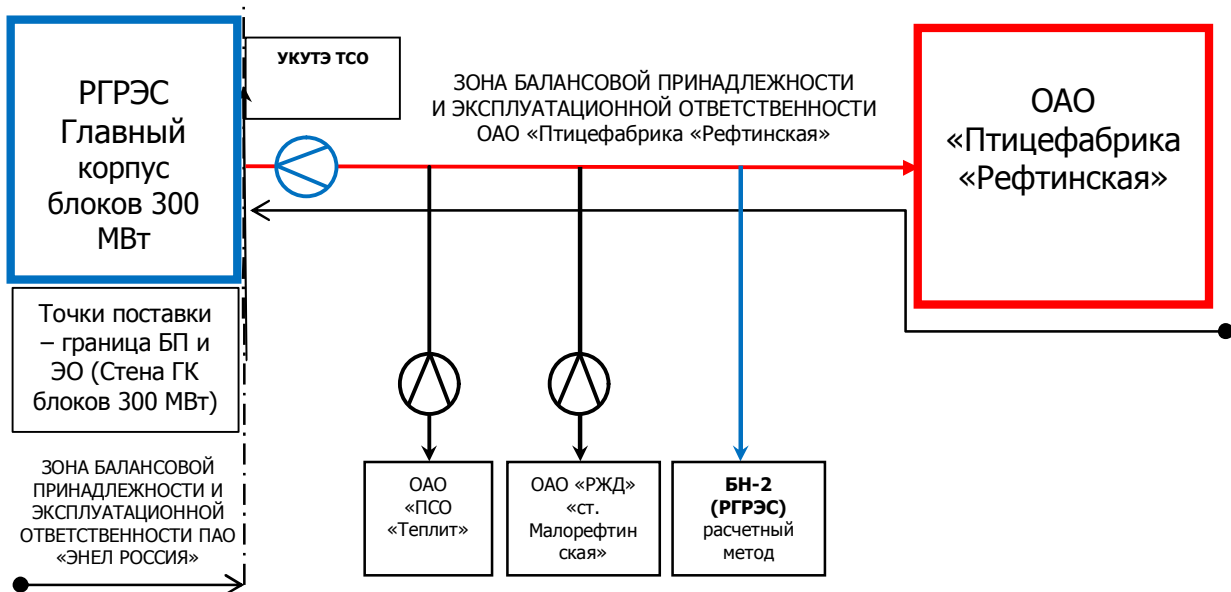 РГРЭС
Главный
корпус
блоков 300
МВт
УКУТЭ ТСО
ЗОНА БАЛАНСОВОЙ ПРИНАДЛЕЖНОСТИ
И ЭКСПЛУАТАЦИОННОЙ ОТВЕТСТВЕННОСТИ
ОАО «Птицефабрика «Рефтинская»
ОАО
«Птицефабрика
«Рефтинская»
Точки поставки
– граница БП и
ЭО (Стена ГК
блоков 300 МВт)
ЗОНА БАЛАНСОВОЙ
ПРИНАДЛЕЖНОСТИ И
ЭКСПЛУАТАЦИОННОЙ
ОТВЕТСТВЕННОСТИ ПАО
«ЭНЕЛ РОССИЯ»
ОАО
«ПСО
«Теплит»
ОАО «РЖД»
«ст.
Малорефтин
ская»
БН-2
(РГРЭС)
расчетный
метод